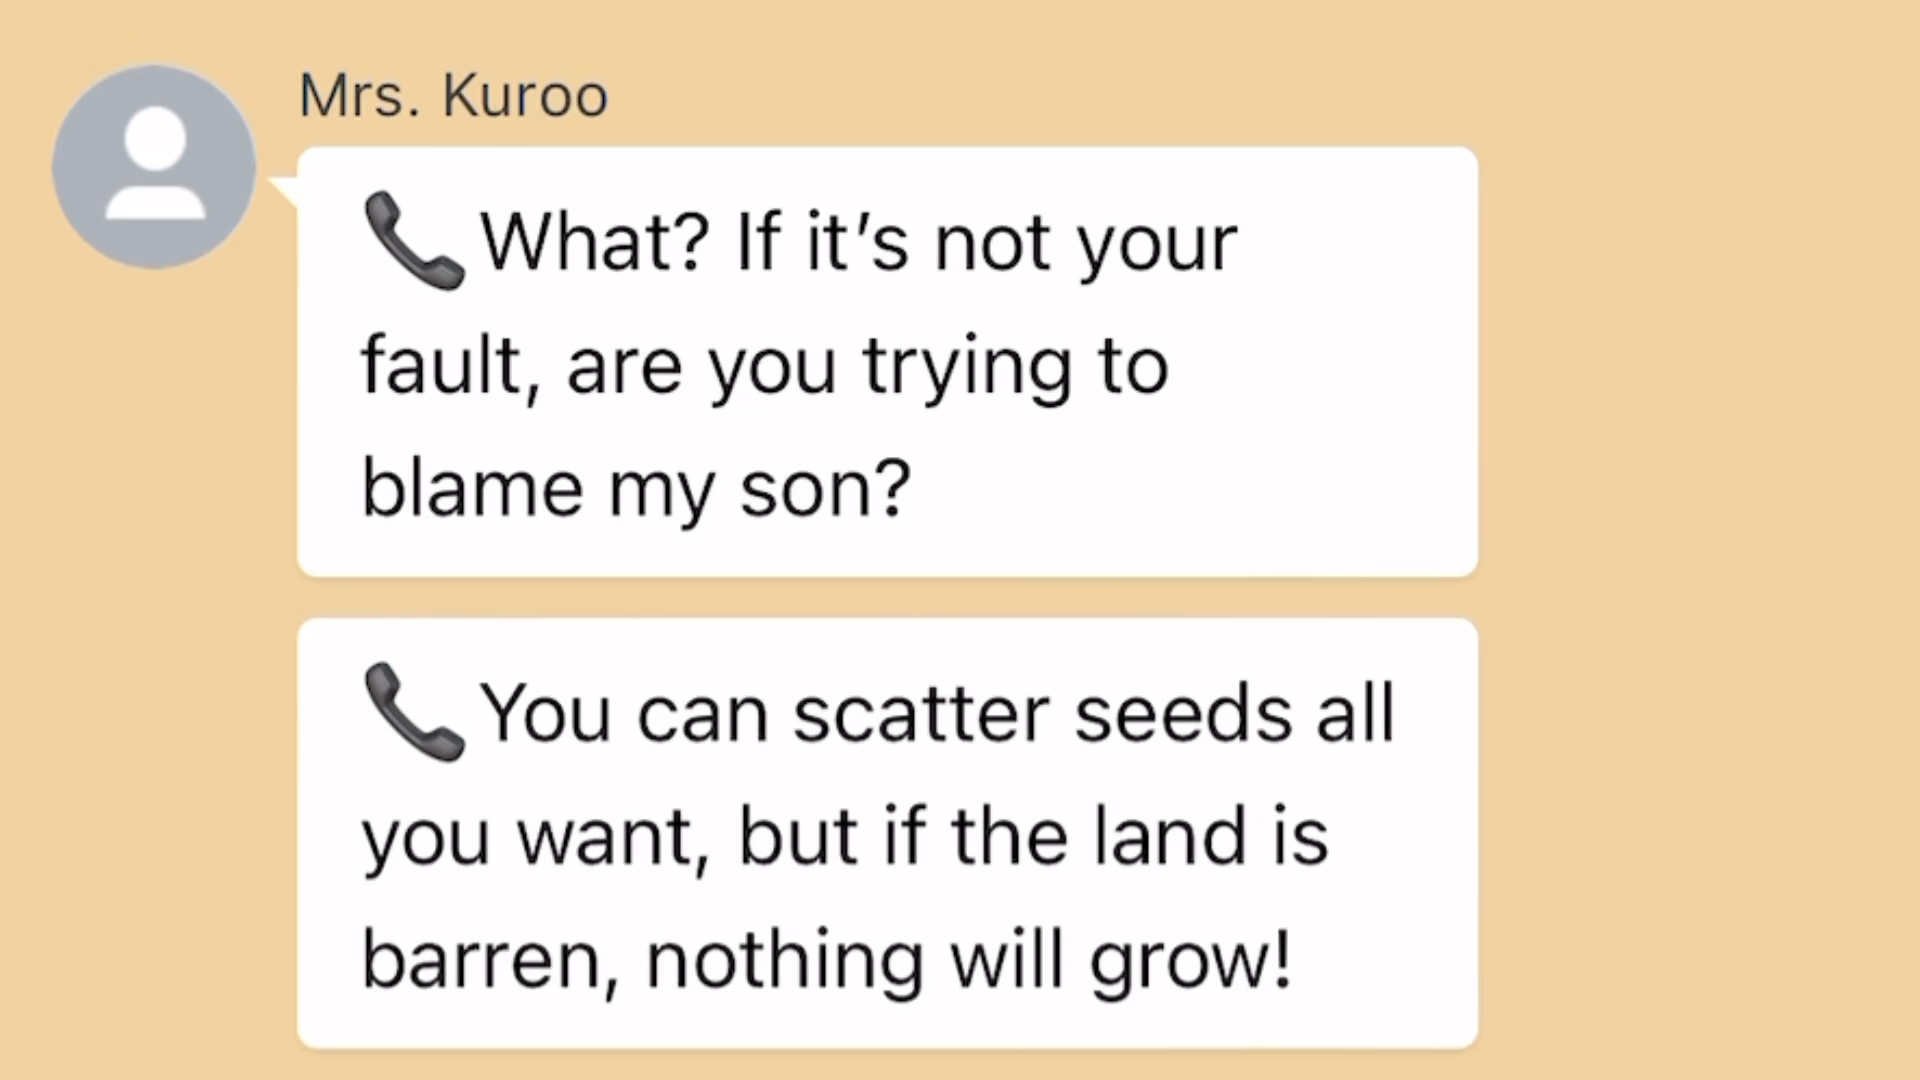 Mrs. Kuroo
📞What? If it’s not your
fault, are you trying to
blame my son?
📞You can scatter seeds all
you want, but if the land is
barren, nothing will grow!